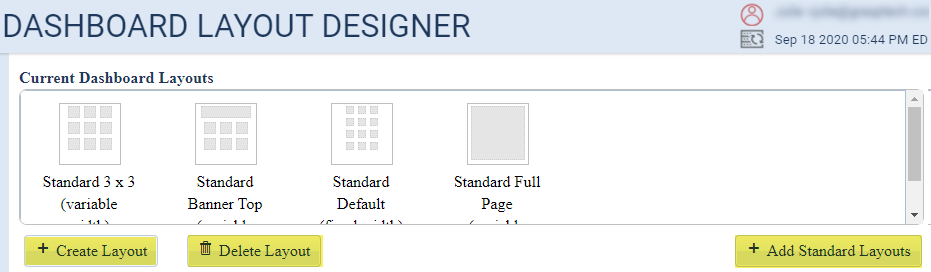 DASHBOARD LAYOUT DESIGNER
Sep 18 2020 05:44 PM ED
Current Dashboard Layouts
Standard 3 x 3
(variable
Standard
Banner Top
Standard
Default
Standard Full
Page
+ Create Layout
Delete Layout
+ Add Standard Layouts